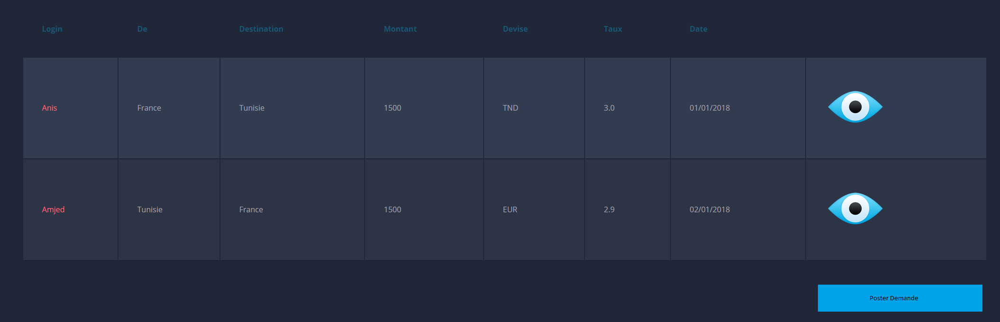 Login De Destination Montant Devise Taux Date
Anis France Tunisie 1500 TND 3.0 01/01/2018
Amjed Tunisie France 1500 EUR 2.9 02/01/2018
Poster Demande